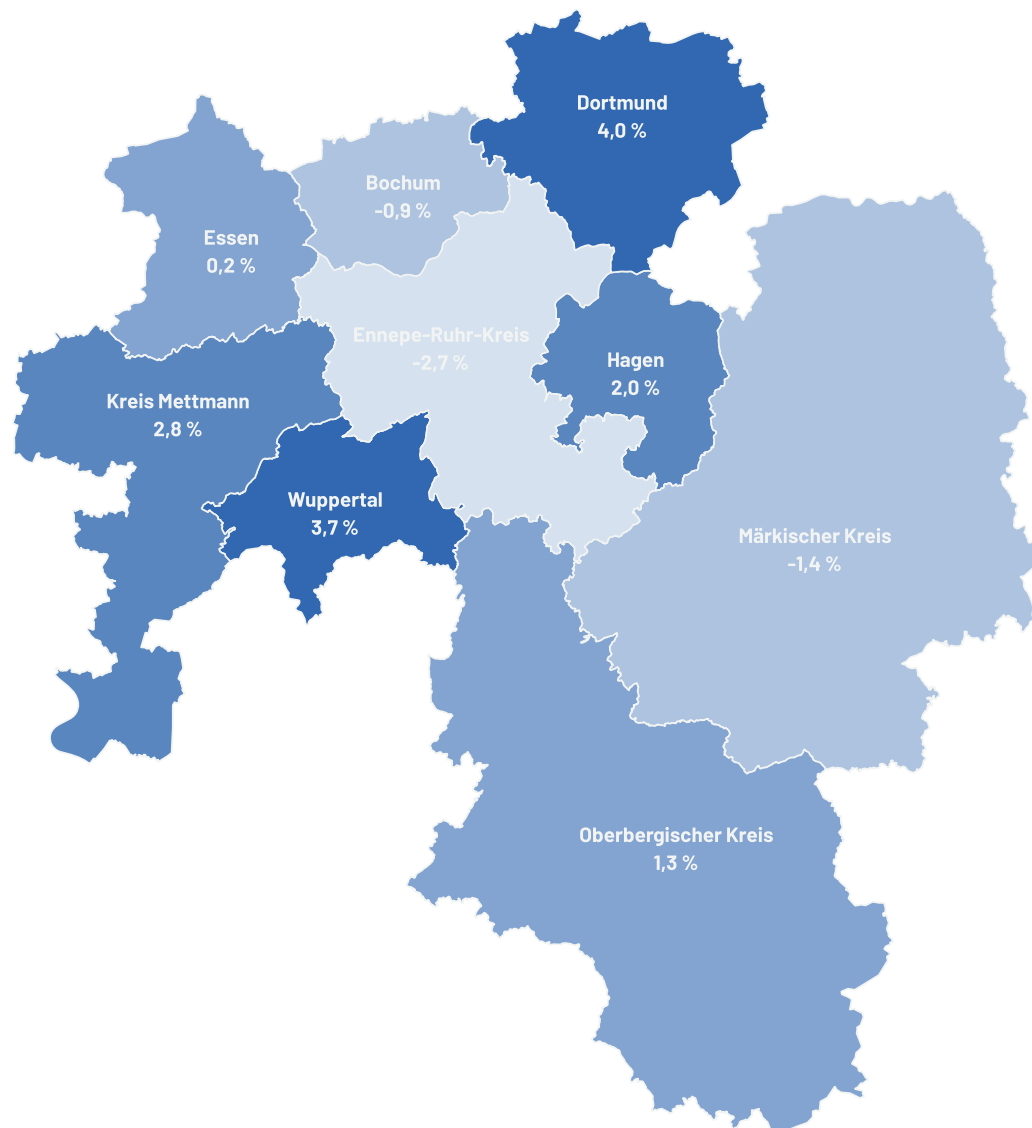 Dortmund
4,0 %
Bochum
-0,9 %
Essen
0,2 %
Ennepe-Ruhr-Kreis
-2,7 %
Hagen
2,0 %
Kreis Mettmann
2,8 %
Wuppertal
3,7 %
Märkischer Kreis
-1,4 %
Oberbergischer Kreis
1,3 %